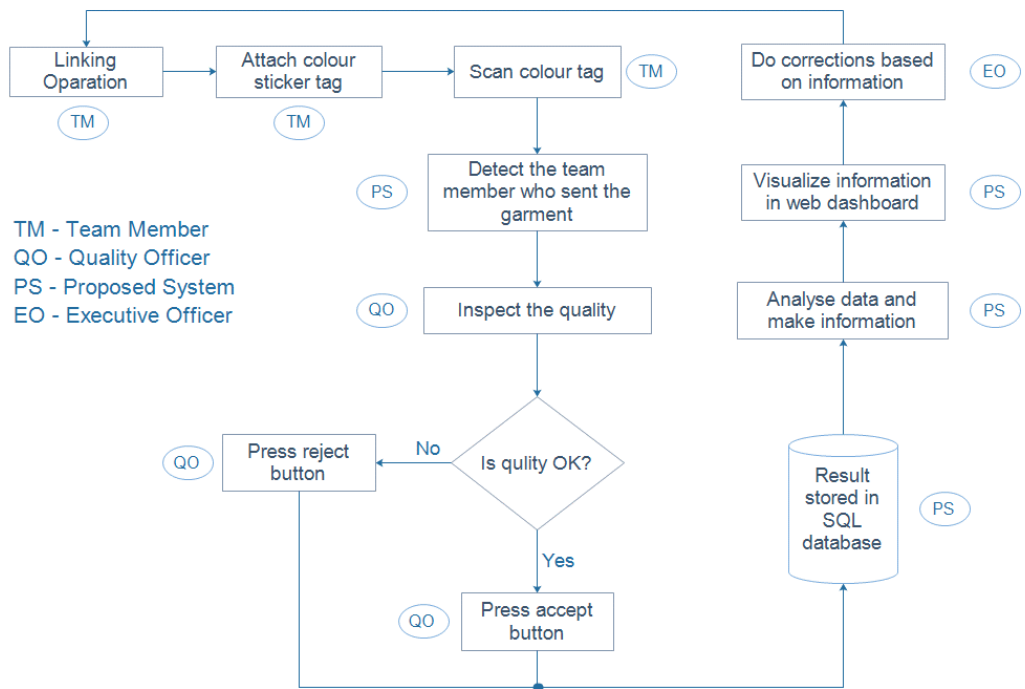 Linking
Operation
TM
Attach colour
sticker tag
TM
Scan colour tag
TM
Detect the team
member who sent the
garment
PS
TM - Team Member
QO - Quality Officer
PS - Proposed System
EO - Executive Officer
Inspect the quality
QO
Is qulity OK?
No
Press reject
button
QO
Yes
Press accept
button
QO
Result
stored in
SQL
database
PS
Analyse data and
make information
PS
Visualize information
in web dashboard
PS
Do corrections based
on information
EO